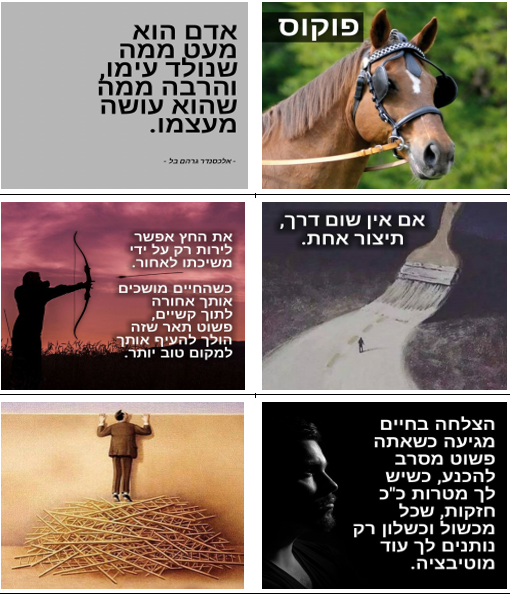 פוקוס
אדם הוא
מעט ממה
שנולד עימו,
והרבה ממה
שהוא עושה
מעצמו.
- אלכסנדר גרהם בל -
אם אין שום דרך,
תיצור אחת.
את החץ אפשר
לירות רק על ידי
משיכתו לאחור.
כשהחיים מושכים
אותך אחורה
לתוך קשיים,
פשוט תאר שזה
הולך להעיף אותך
למקום טוב יותר.
הצלחה בחיים
מגיעה כשאתה
פשוט מסרב
להכנע, כשיש
לך מטרות כ"כ
חזקות, שכל
מכשול וכשלון רק
נותנים לך עוד
מוטיבציה.